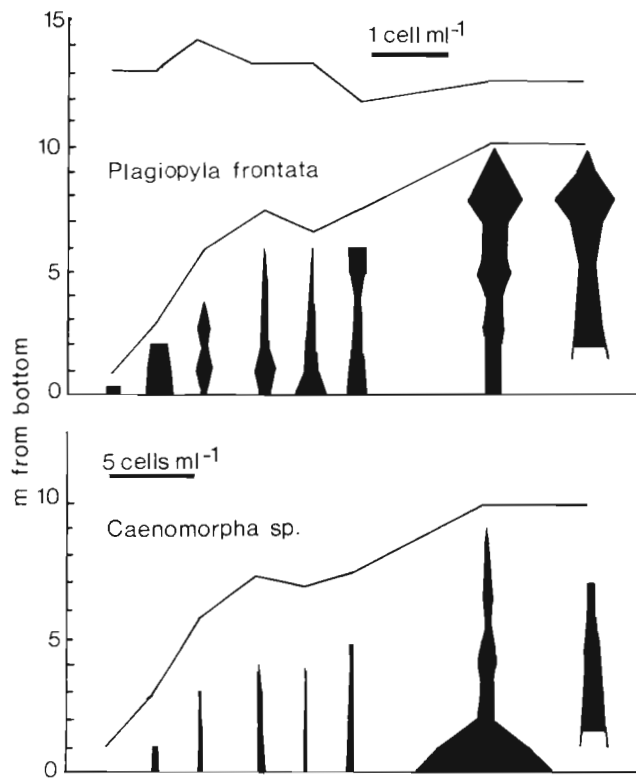 15
1 cell ml⁻¹
10
Plagiopyla frontata
5
0
m from bottom
5 cells ml⁻¹
10
Caenomorpha sp.
5
0